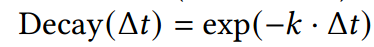 Decay(Δt) = exp(−k · Δt)